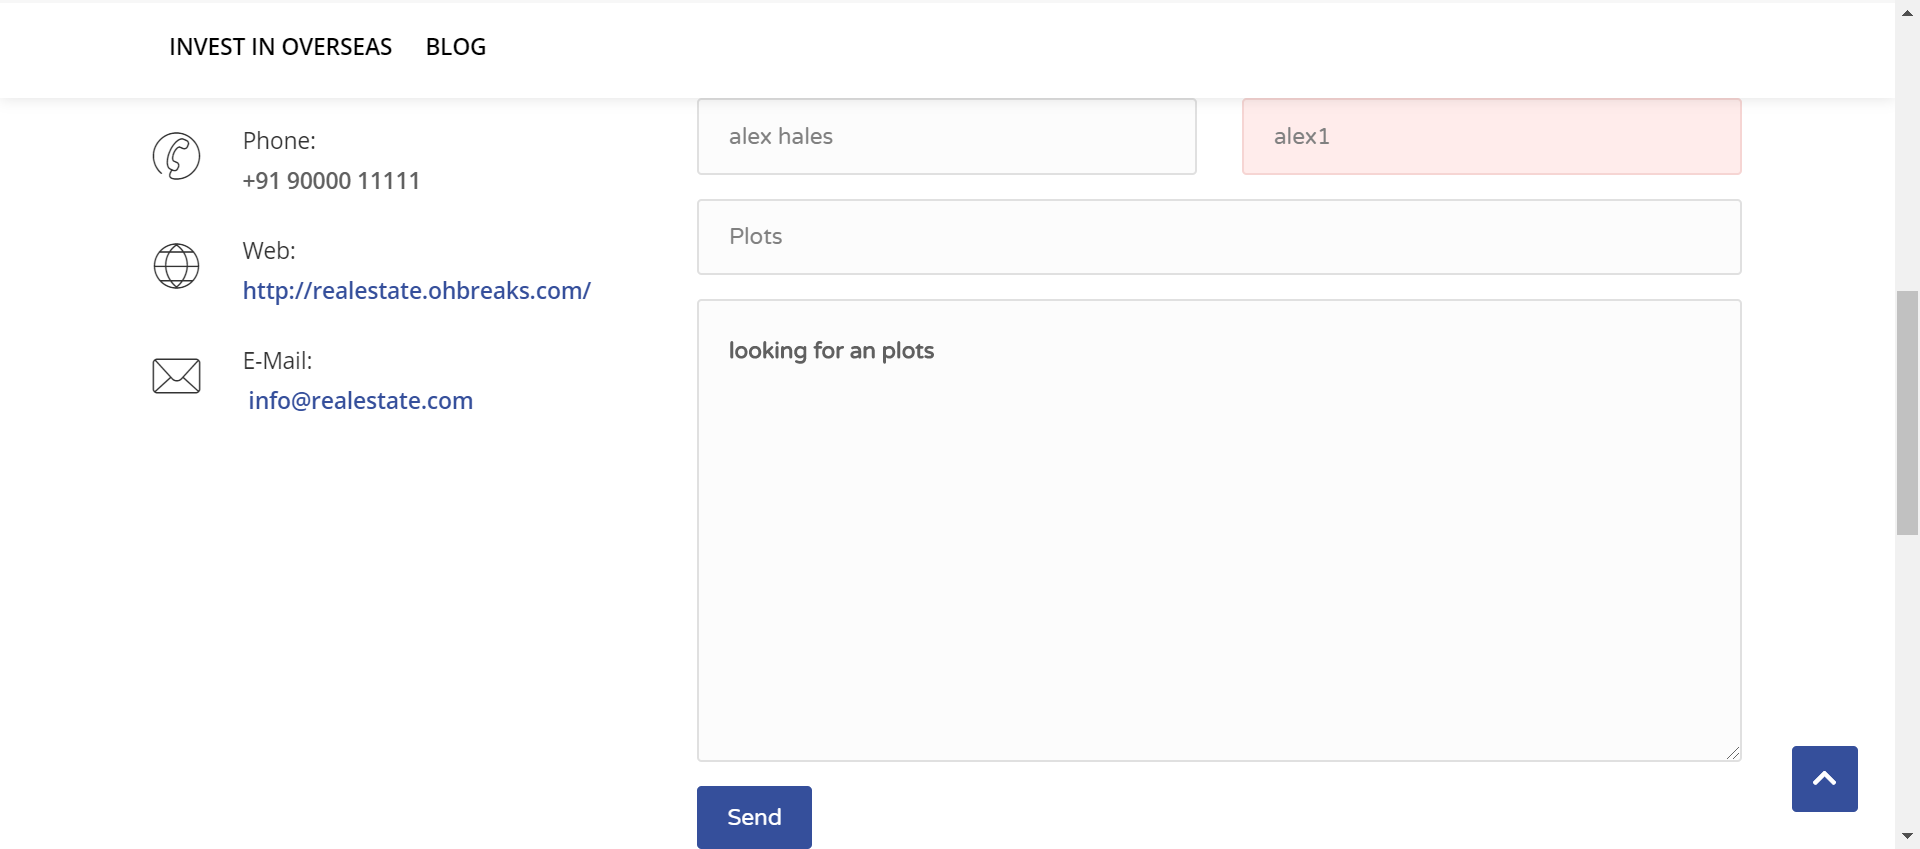 INVEST IN OVERSEAS BLOG
Phone:
+91 90000 11111
Web:
http://realestate.ohbreaks.com/
E-Mail:
info@realestate.com
alex hales
alex1
Plots
looking for an plots
Send